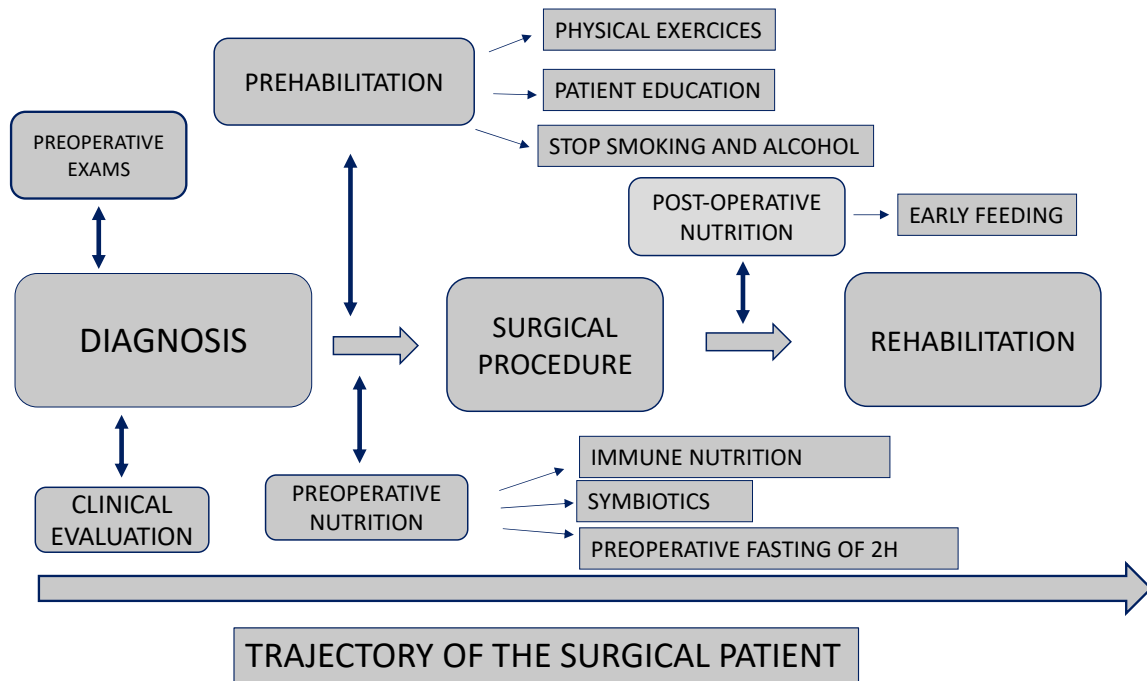 PHYSICAL EXERCICES
PREHABILITATION
PATIENT EDUCATION
PREOPERATIVE
EXAMS
STOP SMOKING AND ALCOHOL
POST-OPERATIVE
NUTRITION
EARLY FEEDING
DIAGNOSIS
SURGICAL
PROCEDURE
REHABILITATION
IMMUNE NUTRITION
PREOPERATIVE
NUTRITION
SYMBIOTICS
CLINICAL
EVALUATION
PREOPERATIVE FASTING OF 2H
TRAJECTORY OF THE SURGICAL PATIENT